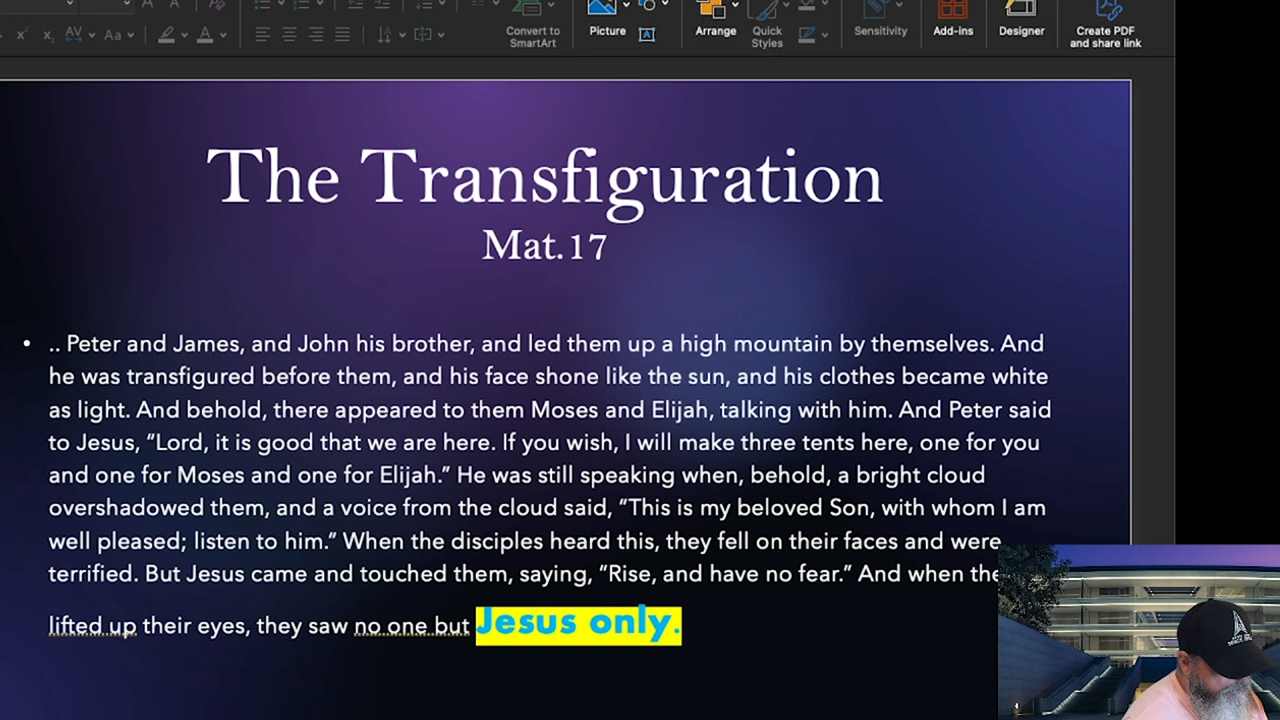 Aa
Convert to
SmartArt
Picture
Arrange
Quick
Styles
Sensitivity
Add-ins
Designer
Create PDF
and share link
The Transfiguration
Mat. 17
• .. Peter and James, and John his brother, and led them up a high mountain by themselves. And
he was transfigured before them, and his face shone like the sun, and his clothes became white
as light. And behold, there appeared to them Moses and Elijah, talking with him. And Peter said
to Jesus, “Lord, it is good that we are here. If you wish, I will make three tents here, one for you
and one for Moses and one for Elijah.” He was still speaking when, behold, a bright cloud
overshadowed them, and a voice from the cloud said, “This is my beloved Son, with whom I am
well pleased; listen to him.” When the disciples heard this, they fell on their faces and were
terrified. But Jesus came and touched them, saying, “Rise, and have no fear.” And when the
lifted up their eyes, they saw no one but Jesus only.